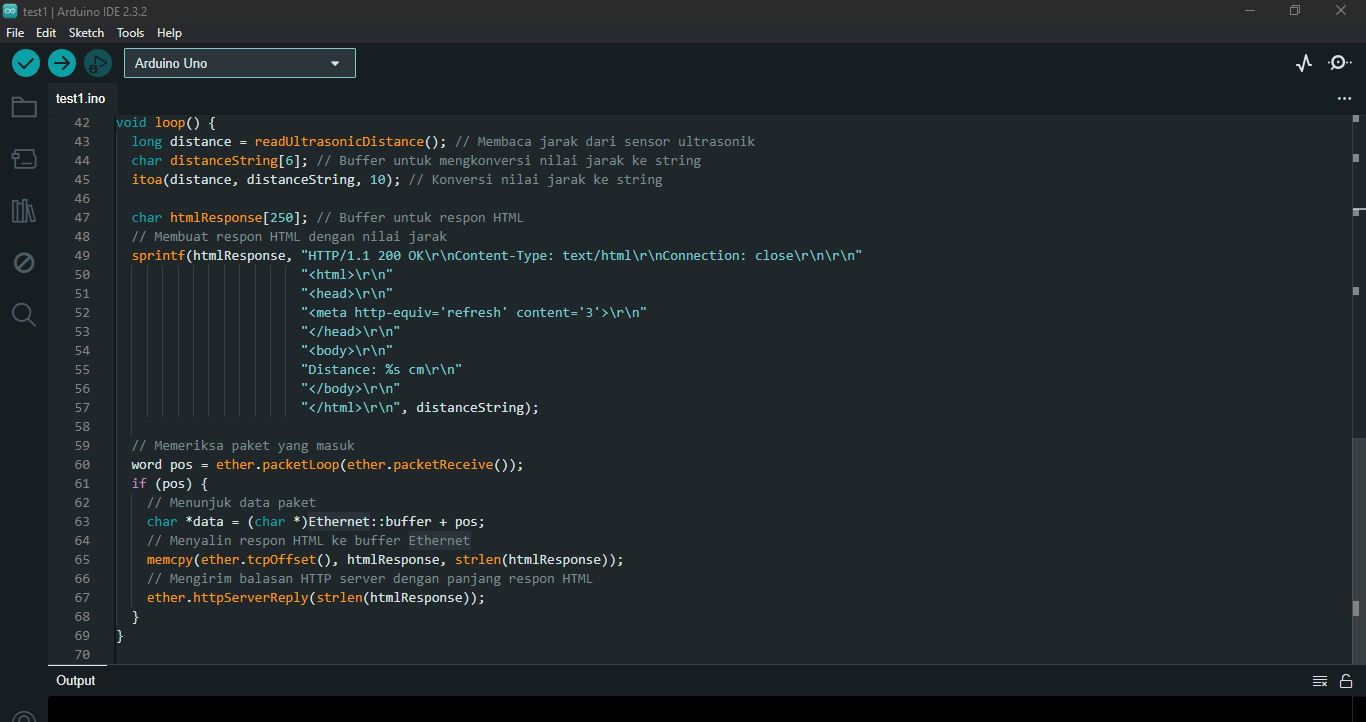 test1 | Arduino IDE 2.3.2
File Edit Sketch Tools Help
Arduino Uno
test1.ino
42 void loop() {
43 long distance = readUltrasonicDistance(); // Membaca jarak dari sensor ultrasonik
44 char distanceString[6]; // Buffer untuk mengkonversi nilai jarak ke string
45 itoa(distance, distanceString, 10); // Konversi nilai jarak ke string
46
47 char htmlResponse[250]; // Buffer untuk respon HTML
48 // Membuat respon HTML dengan nilai jarak
49 sprintf(htmlResponse, "HTTP/1.1 200 OK\r\nContent-Type: text/html\r\nConnection: close\r\n\r\n"
50 "<html>\r\n"
51 "<head>\r\n"
52 "<meta http-equiv='refresh' content='3'>\r\n"
53 "</head>\r\n"
54 "<body>\r\n"
55 "Distance: %s cm\r\n"
56 "</body>\r\n"
57 "</html>\r\n", distanceString);
58
59 // Memeriksa paket yang masuk
60 word pos = ether.packetLoop(ether.packetReceive());
61 if (pos) {
62 // Menunjuk data paket
63 char *data = (char *)Ethernet::buffer + pos;
64 // Menyalin respon HTML ke buffer Ethernet
65 memcpy(ether.tcpOffset(), htmlResponse, strlen(htmlResponse));
66 // Mengirim balasan HTTP server dengan panjang respon HTML
67 ether.httpServerReply(strlen(htmlResponse));
68 }
69 }
70
Output